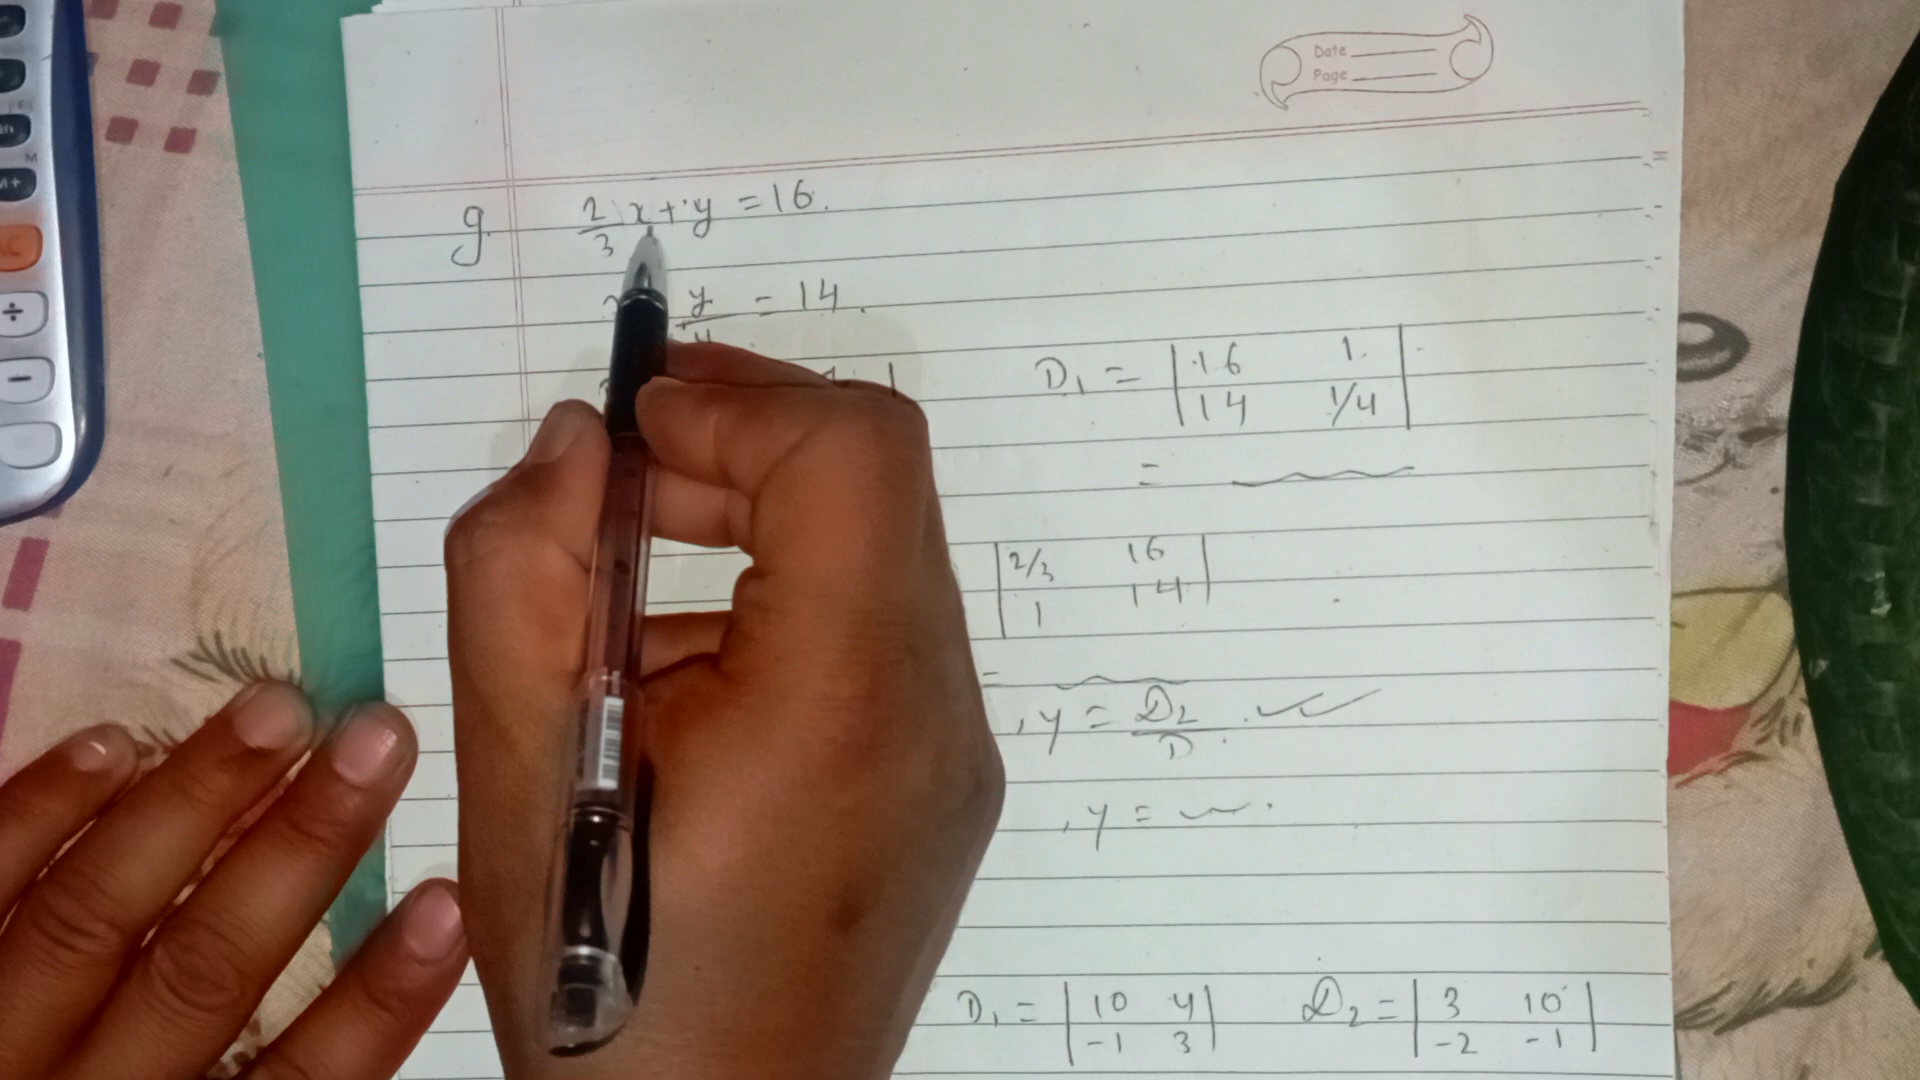 Date
Page
g. 2/3 x + y = 16.
y/4 = 14.
D₁ = | 16 1 |
| 14 1/4 |
=
| 2/3 16 |
| 1 14 |
=
, y = D₂/D
, y =
D₁ = | 10 4 | D₂ = | 3 10 |
| -1 3 | | -2 -1 |
M
M+
AC
÷
−